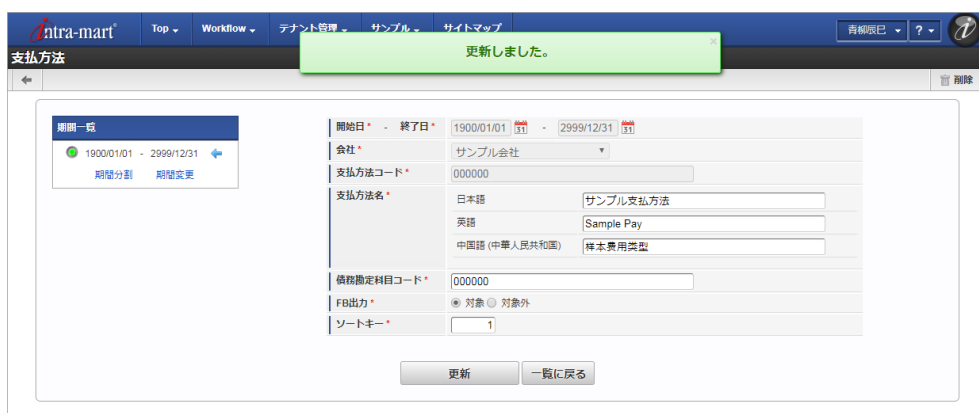 intra-mart® Top Workflow テナント管理 サンプル サイトマップ 青柳辰巳 ?
更新しました。 ×
支払方法
削除
期間一覧
1900/01/01 - 2999/12/31
期間分割 期間変更
開始日* - 終了日* 1900/01/01 31 - 2999/12/31 31
会社* サンプル会社
支払方法コード* 000000
支払方法名* 日本語 サンプル支払方法
英語 Sample Pay
中国語 (中華人民共和国) 样本费用类型
債務勘定科目コード* 000000
FB出力* 対象 対象外
ソートキー* 1
更新 一覧に戻る